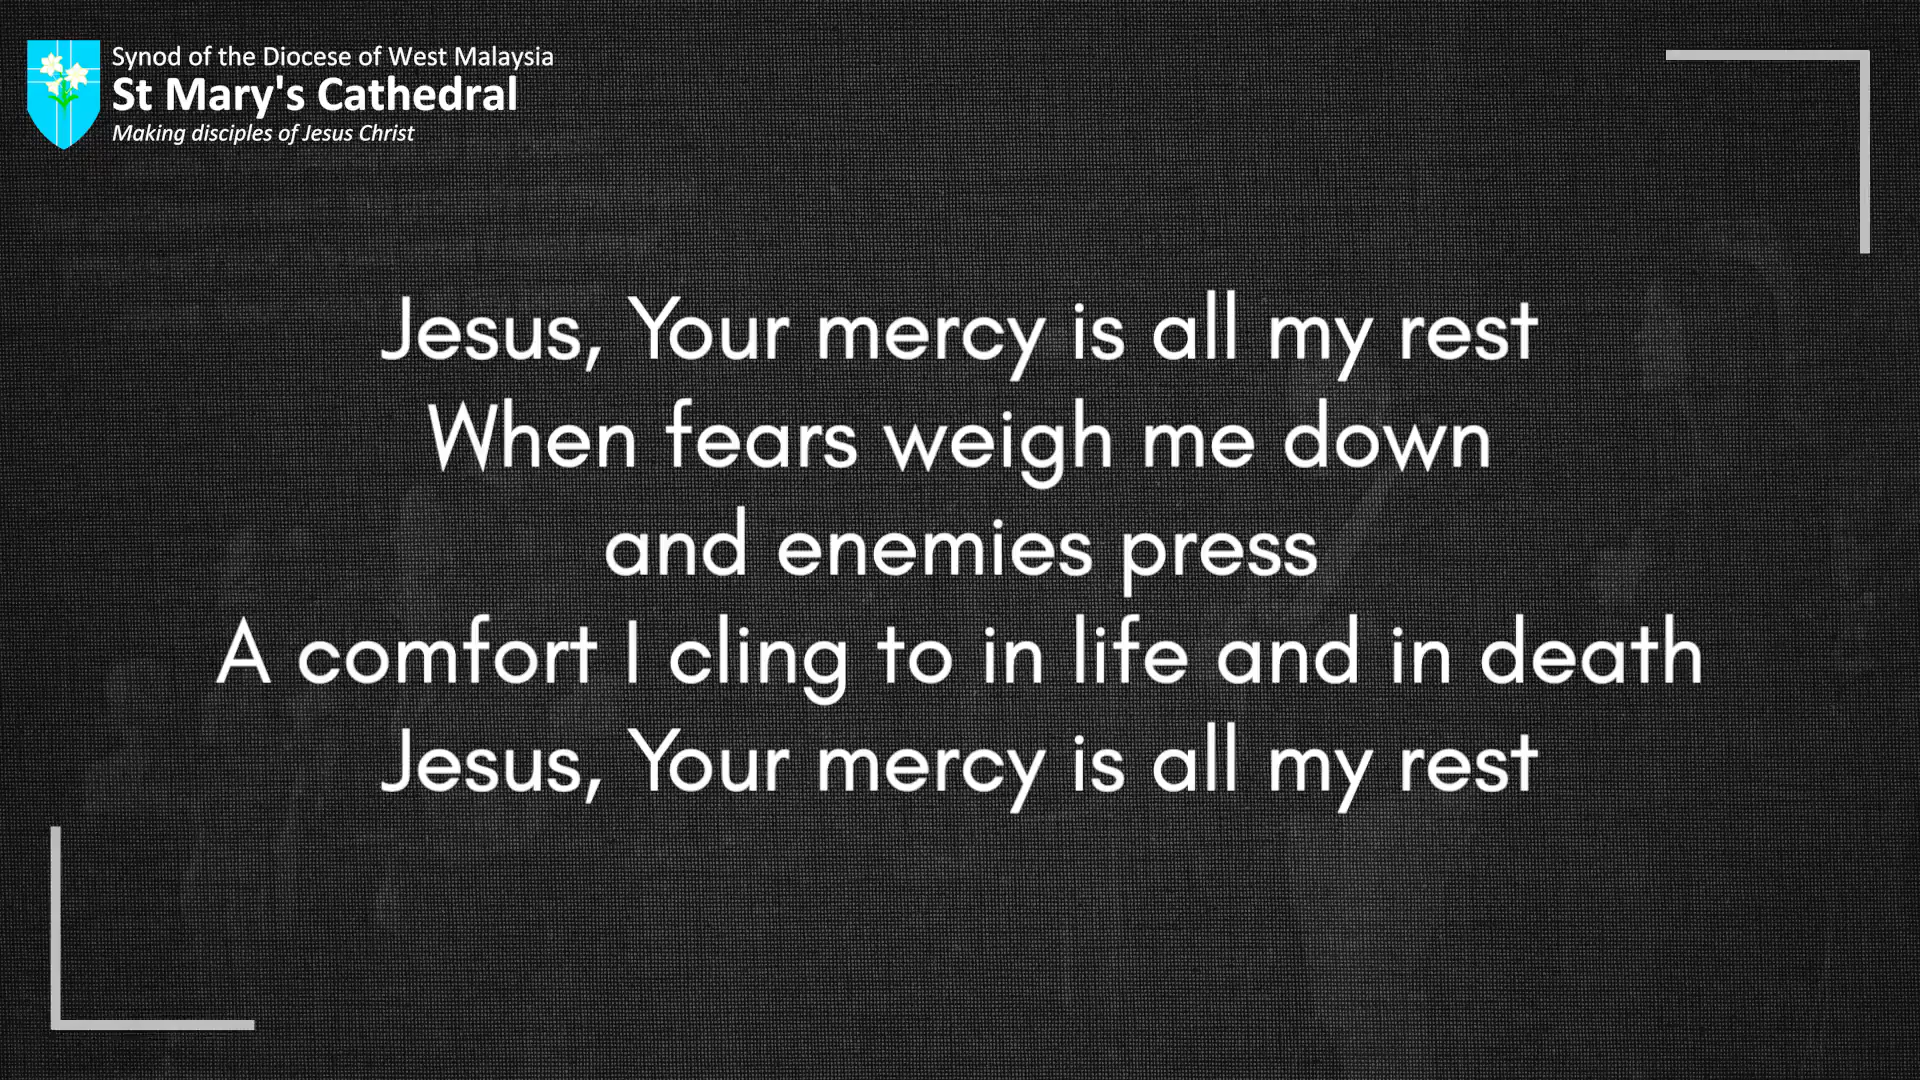 Synod of the Diocese of West Malaysia
St Mary's Cathedral
Making disciples of Jesus Christ
Jesus, Your mercy is all my rest
When fears weigh me down
and enemies press
A comfort I cling to in life and in death
Jesus, Your mercy is all my rest